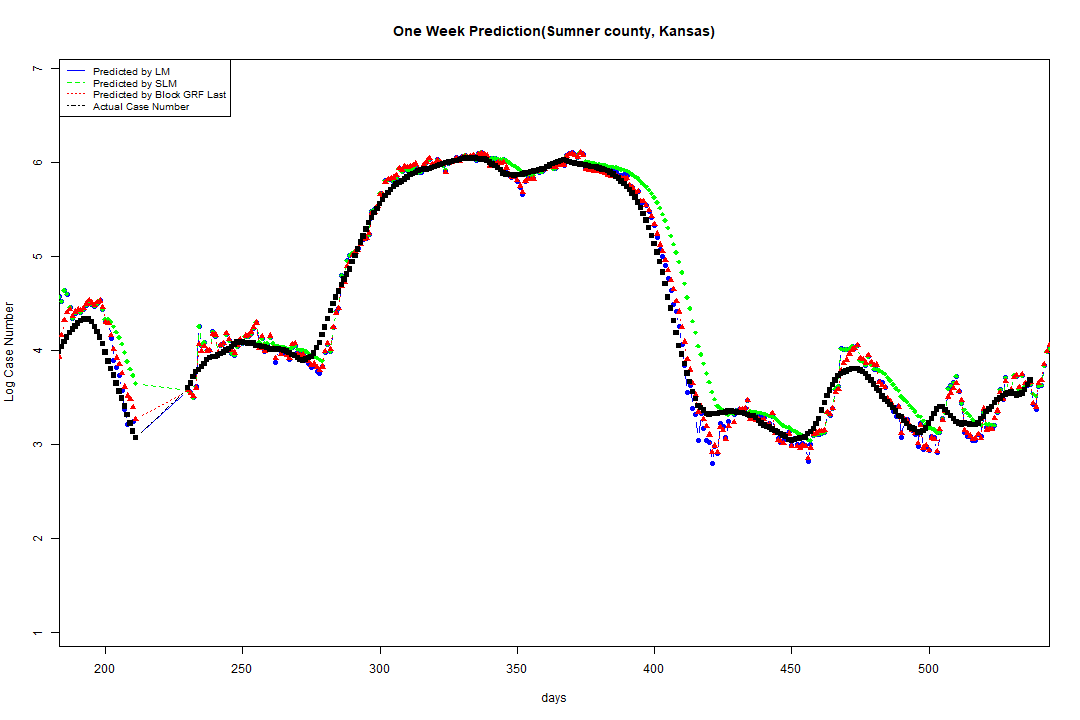 One Week Prediction(Sumner county, Kansas)
Predicted by LM
Predicted by SLM
Predicted by Block GRF Last
Actual Case Number
Log Case Number
7
6
5
4
3
2
1
200 250 300 350 400 450 500
days